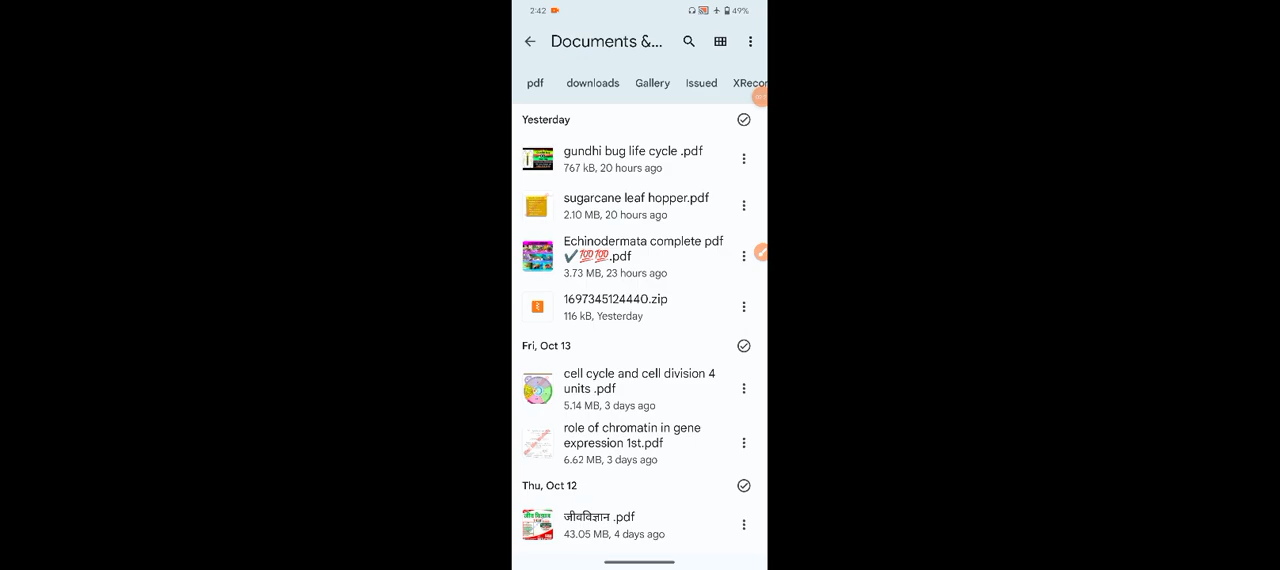 2:42
49%
Documents &...
pdf downloads Gallery Issued XRecor
Yesterday
gundhi bug life cycle .pdf
767 kB, 20 hours ago
sugarcane leaf hopper.pdf
2.10 MB, 20 hours ago
Echinodermata complete pdf
✔💯💯.pdf
3.73 MB, 23 hours ago
1697345124440.zip
116 kB, Yesterday
Fri, Oct 13
cell cycle and cell division 4
units .pdf
5.14 MB, 3 days ago
role of chromatin in gene
expression 1st.pdf
6.62 MB, 3 days ago
Thu, Oct 12
जीवविज्ञान .pdf
43.05 MB, 4 days ago